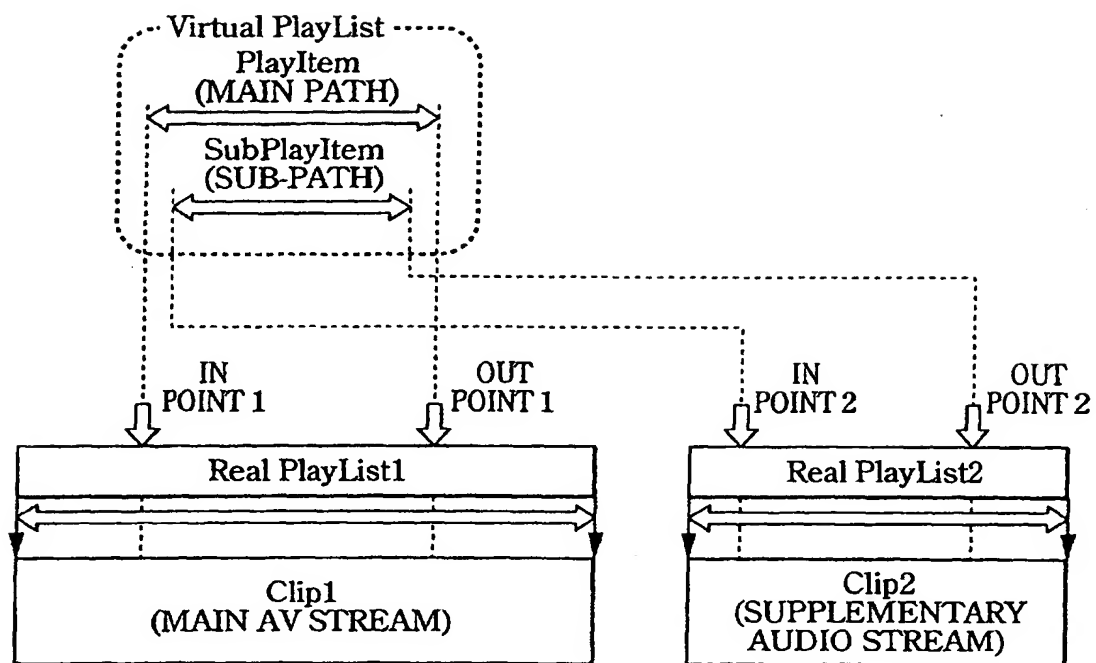 Virtual PlayList
PlayItem
(MAIN PATH)
SubPlayItem
(SUB-PATH)
IN
POINT 1
OUT
POINT 1
IN
POINT 2
OUT
POINT 2
Real PlayList1
Real PlayList2
Clip1
(MAIN AV STREAM)
Clip2
(SUPPLEMENTARY
AUDIO STREAM)